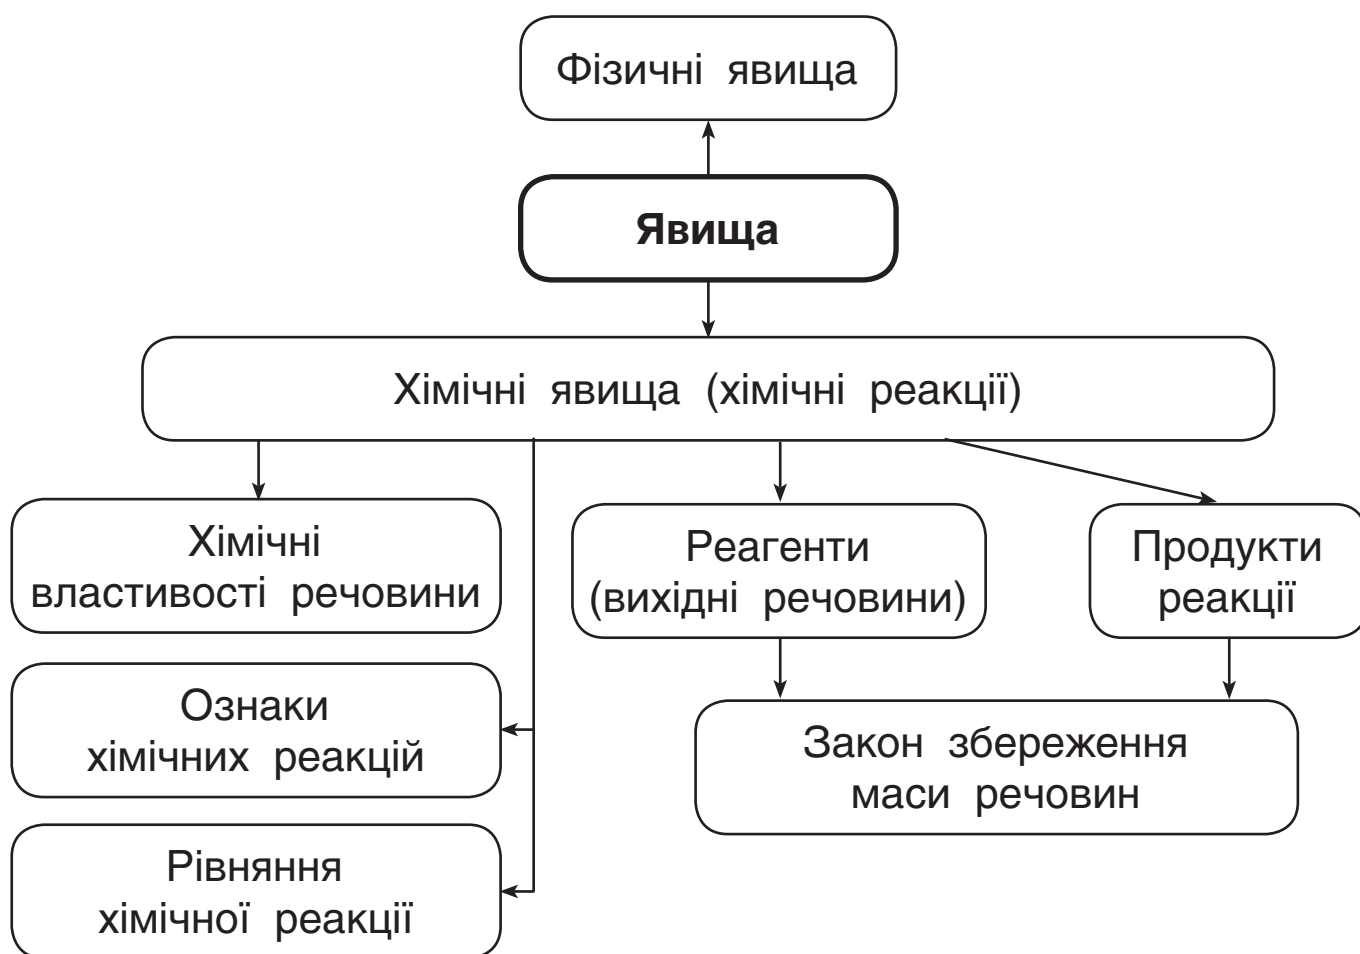 Фізичні явища
Явища
Хімічні явища (хімічні реакції)
Хімічні
властивості речовини
Реагенти
(вихідні речовини)
Продукти
реакції
Ознаки
хімічних реакцій
Закон збереження
маси речовин
Рівняння
хімічної реакції